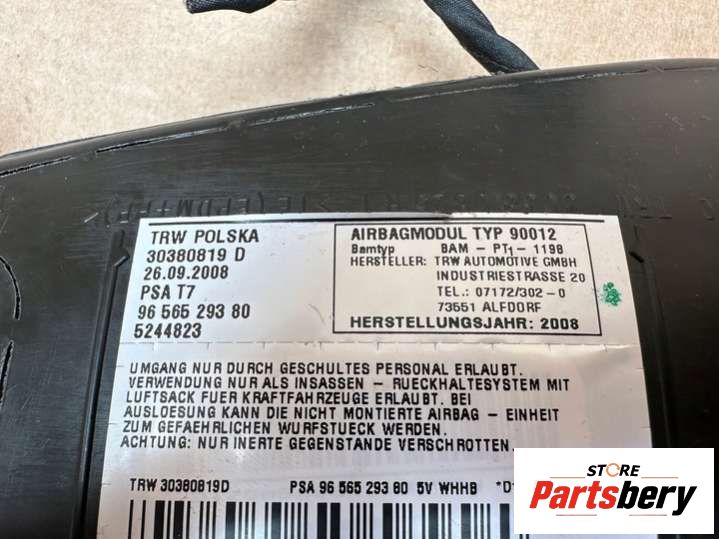 TRW POLSKA
30380819 D
26.09.2008
PSA T7
96 565 293 80
5244823
AIRBAGMODUL TYP 90012
Bamtyp BAM - PT1 - 1198
HERSTELLER: TRW AUTOMOTIVE GMBH
INDUSTRIESTRASSE 20
TEL.: 07172/302-0
73551 ALFDORF
HERSTELLUNGSJAHR: 2008
UMGANG NUR DURCH GESCHULTES PERSONAL ERLAUBT.
VERWENDUNG NUR ALS INSASSEN - RUECKHALTESYSTEM MIT
LUFTSACK FUER KRAFTFAHRZEUGE ERLAUBT. BEI
AUSLOESUNG KANN DIE NICHT MONTIERTE AIRBAG - EINHEIT
ZUM GEFAEHRLICHEN WURFSTUECK WERDEN.
ACHTUNG: NUR INERTE GEGENSTANDE VERSCHROTTEN.
TRW 30380819D PSA 96 565 293 80 5V WHHB *D1
STORE
Partsbery